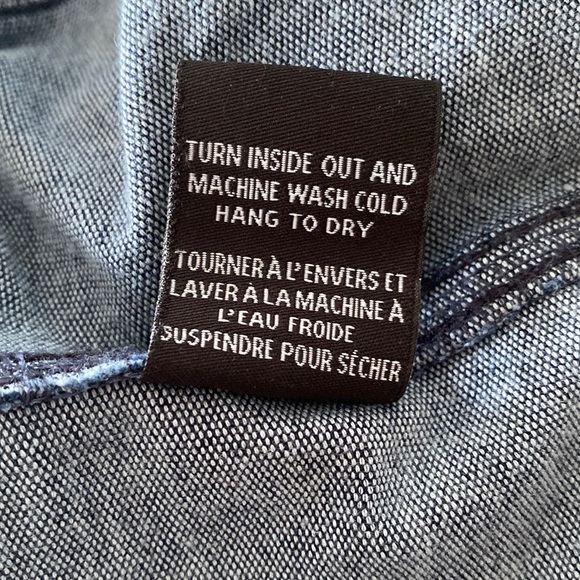 TURN INSIDE OUT AND
MACHINE WASH COLD
HANG TO DRY
TOURNER À L'ENVERS ET
LAVER À LA MACHINE À
L'EAU FROIDE
SUSPENDRE POUR SÉCHER